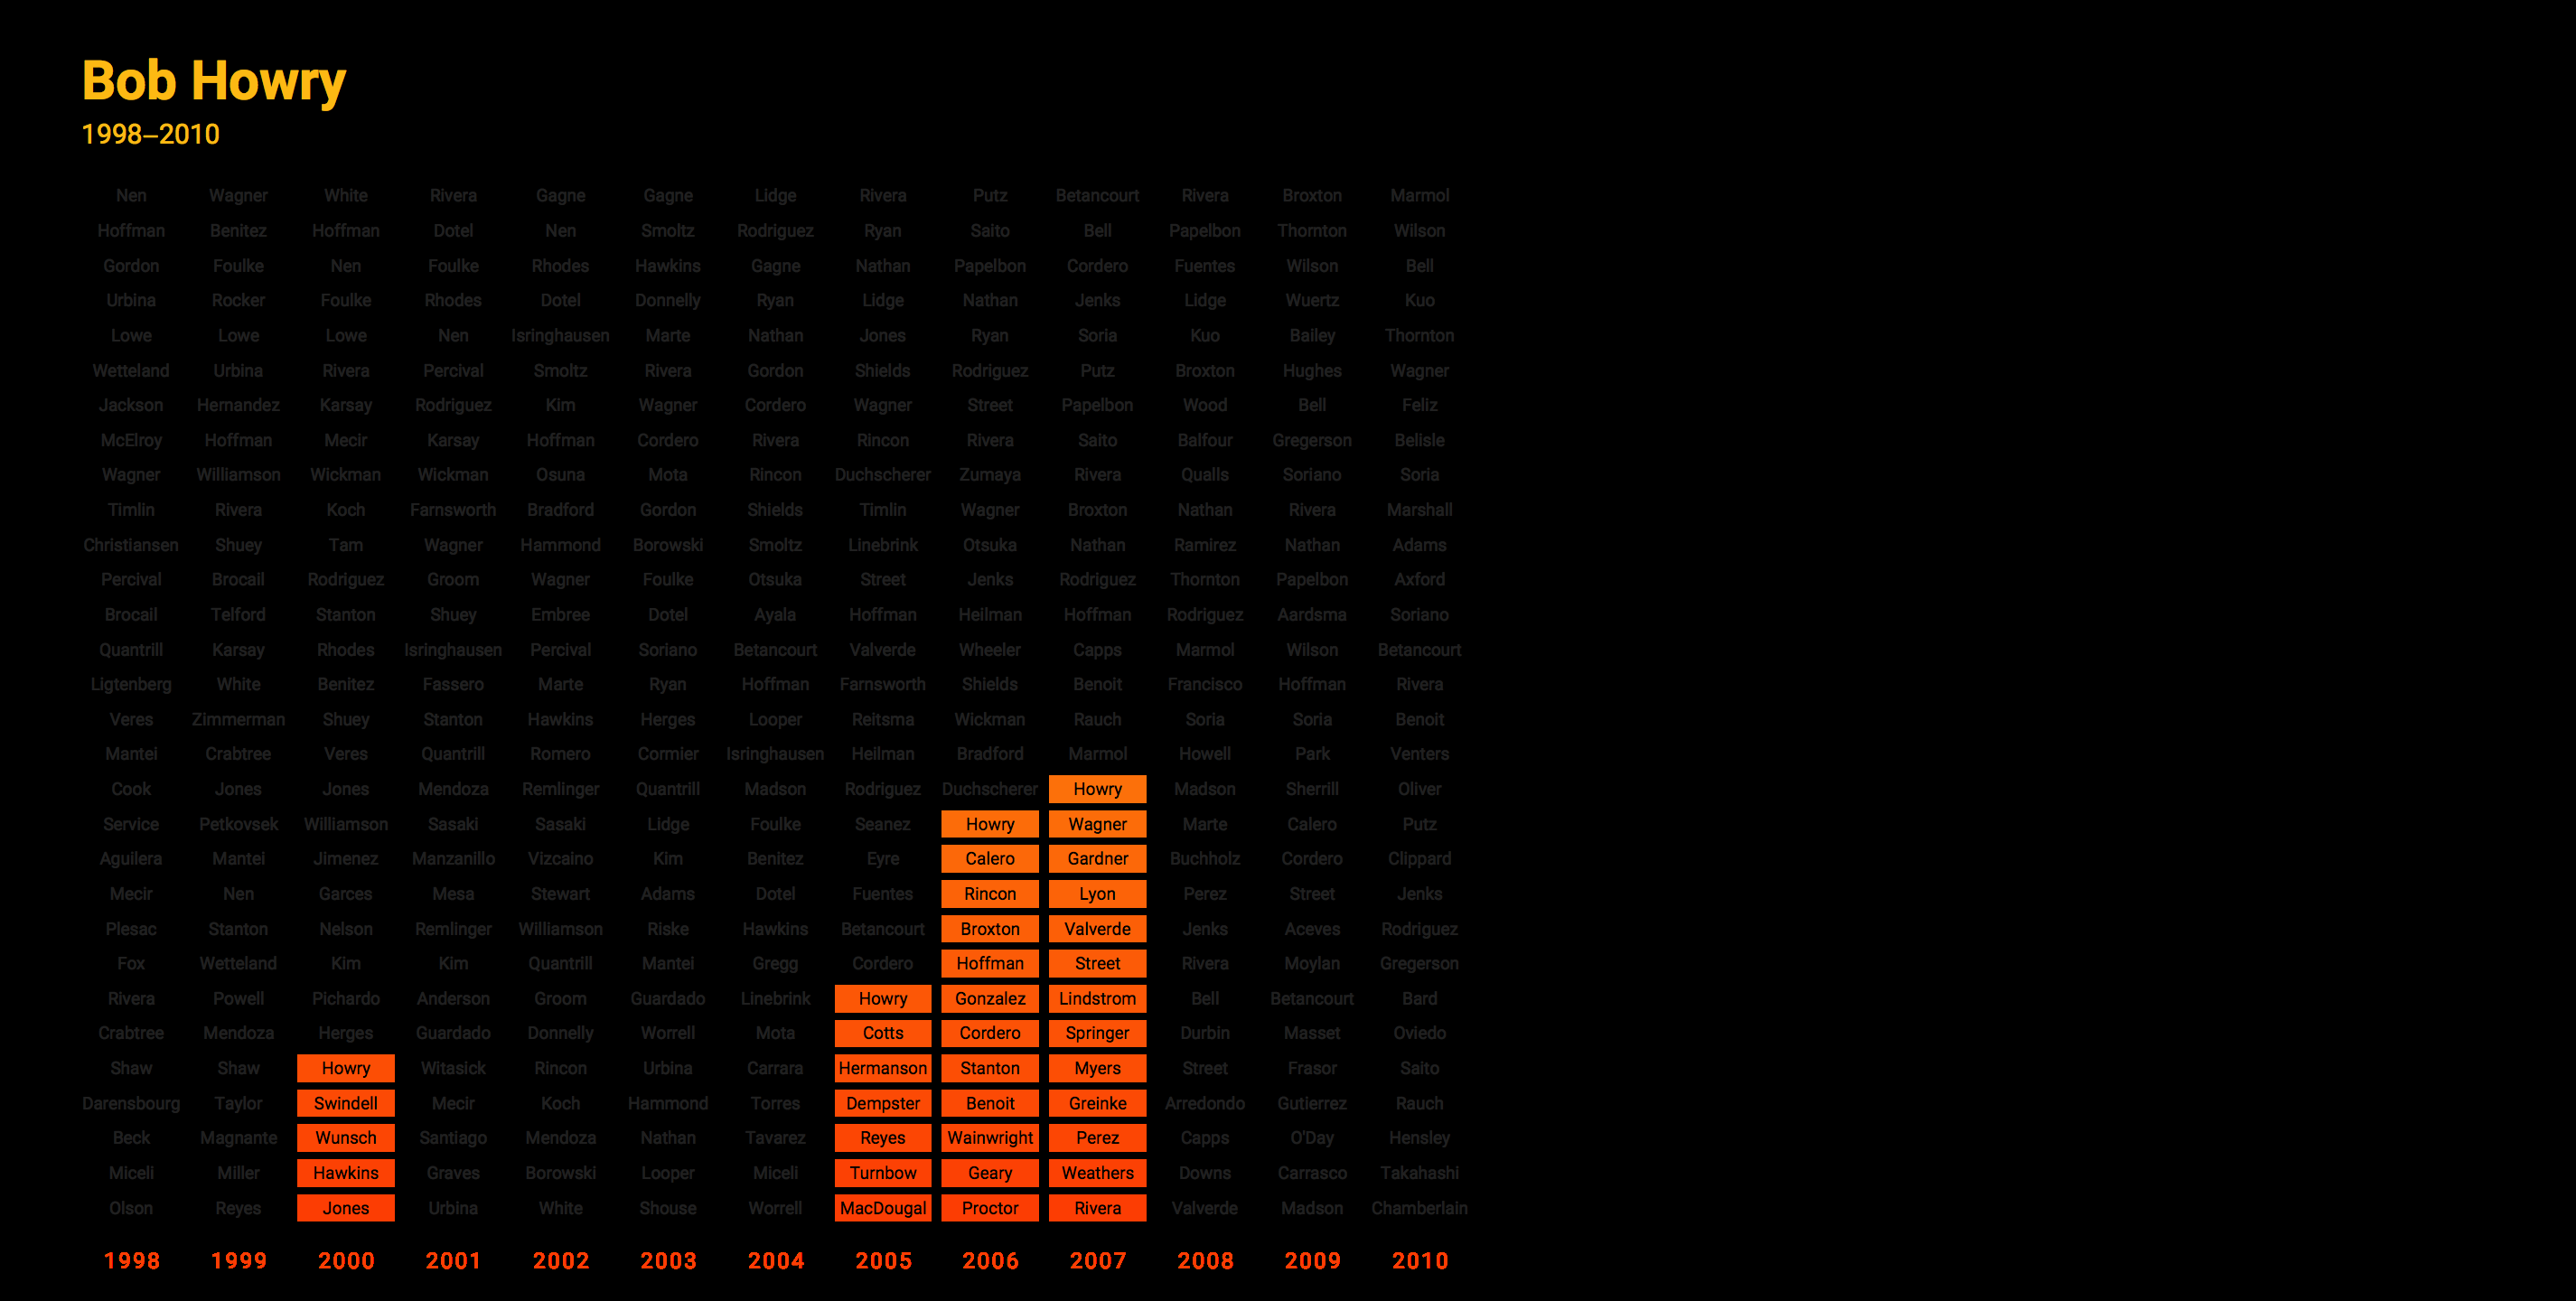 Bob Howry
1998–2010
Nen Wagner White Rivera Gagne Gagne Lidge Rivera Putz Betancourt Rivera Broxton Marmol
Hoffman Benitez Hoffman Dotel Nen Smoltz Rodriguez Ryan Saito Bell Papelbon Thornton Wilson
Gordon Foulke Nen Foulke Rhodes Hawkins Gagne Nathan Papelbon Cordero Fuentes Wilson Bell
Urbina Rocker Foulke Rhodes Dotel Donnelly Ryan Lidge Nathan Jenks Lidge Wuertz Kuo
Lowe Lowe Lowe Nen Isringhausen Marte Nathan Jones Ryan Soria Kuo Bailey Thornton
Wetteland Urbina Rivera Percival Smoltz Rivera Gordon Shields Rodriguez Putz Broxton Hughes Wagner
Jackson Hernandez Karsay Rodriguez Kim Wagner Cordero Wagner Street Papelbon Wood Bell Feliz
McElroy Hoffman Mecir Karsay Hoffman Cordero Rivera Rincon Rivera Saito Balfour Gregerson Belisle
Wagner Williamson Wickman Wickman Osuna Mota Rincon Duchscherer Zumaya Rivera Qualls Soriano Soria
Timlin Rivera Koch Farnsworth Bradford Gordon Shields Timlin Wagner Broxton Nathan Rivera Marshall
Christiansen Shuey Tam Wagner Hammond Borowski Smoltz Linebrink Otsuka Nathan Ramirez Nathan Adams
Percival Brocail Rodriguez Groom Wagner Foulke Otsuka Street Jenks Rodriguez Thornton Papelbon Axford
Brocail Telford Stanton Shuey Embree Dotel Ayala Hoffman Heilman Hoffman Rodriguez Aardsma Soriano
Quantrill Karsay Rhodes Isringhausen Percival Soriano Betancourt Valverde Wheeler Capps Marmol Wilson Betancourt
Ligtenberg White Benitez Fassero Marte Ryan Hoffman Farnsworth Shields Benoit Francisco Hoffman Rivera
Veres Zimmerman Shuey Stanton Hawkins Herges Looper Reitsma Wickman Rauch Soria Soria Benoit
Mantei Crabtree Veres Quantrill Romero Cormier Isringhausen Heilman Bradford Marmol Howell Park Venters
Cook Jones Jones Mendoza Remlinger Quantrill Madson Rodriguez Duchscherer Howry Madson Sherrill Oliver
Service Petkovsek Williamson Sasaki Sasaki Lidge Foulke Seanez Howry Wagner Marte Calero Putz
Aguilera Mantei Jimenez Manzanillo Vizcaino Kim Benitez Eyre Calero Gardner Buchholz Cordero Clippard
Mecir Nen Garces Mesa Stewart Adams Dotel Fuentes Rincon Lyon Perez Street Jenks
Plesac Stanton Nelson Remlinger Williamson Riske Hawkins Betancourt Broxton Valverde Jenks Aceves Rodriguez
Fox Wetteland Kim Kim Quantrill Mantei Gregg Cordero Hoffman Street Rivera Moylan Gregerson
Rivera Powell Pichardo Anderson Groom Guardado Linebrink Howry Gonzalez Lindstrom Bell Betancourt Bard
Crabtree Mendoza Herges Guardado Donnelly Worrell Mota Cotts Cordero Springer Durbin Masset Oviedo
Shaw Shaw Howry Witasick Rincon Urbina Carrara Hermanson Stanton Myers Street Frasor Saito
Darensbourg Taylor Swindell Mecir Koch Hammond Torres Dempster Benoit Greinke Arredondo Gutierrez Rauch
Beck Magnante Wunsch Santiago Mendoza Nathan Tavarez Reyes Wainwright Perez Capps O'Day Hensley
Miceli Miller Hawkins Graves Borowski Looper Miceli Turnbow Geary Weathers Downs Carrasco Takahashi
Olson Reyes Jones Urbina White Shouse Worrell MacDougal Proctor Rivera Valverde Madson Chamberlain
1998 1999 2000 2001 2002 2003 2004 2005 2006 2007 2008 2009 2010